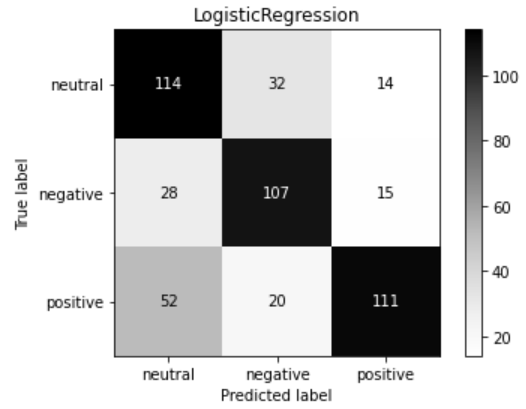 LogisticRegression
neutral 114 32 14
negative 28 107 15
positive 52 20 111
neutral negative positive
Predicted label
True label
100
80
60
40
20